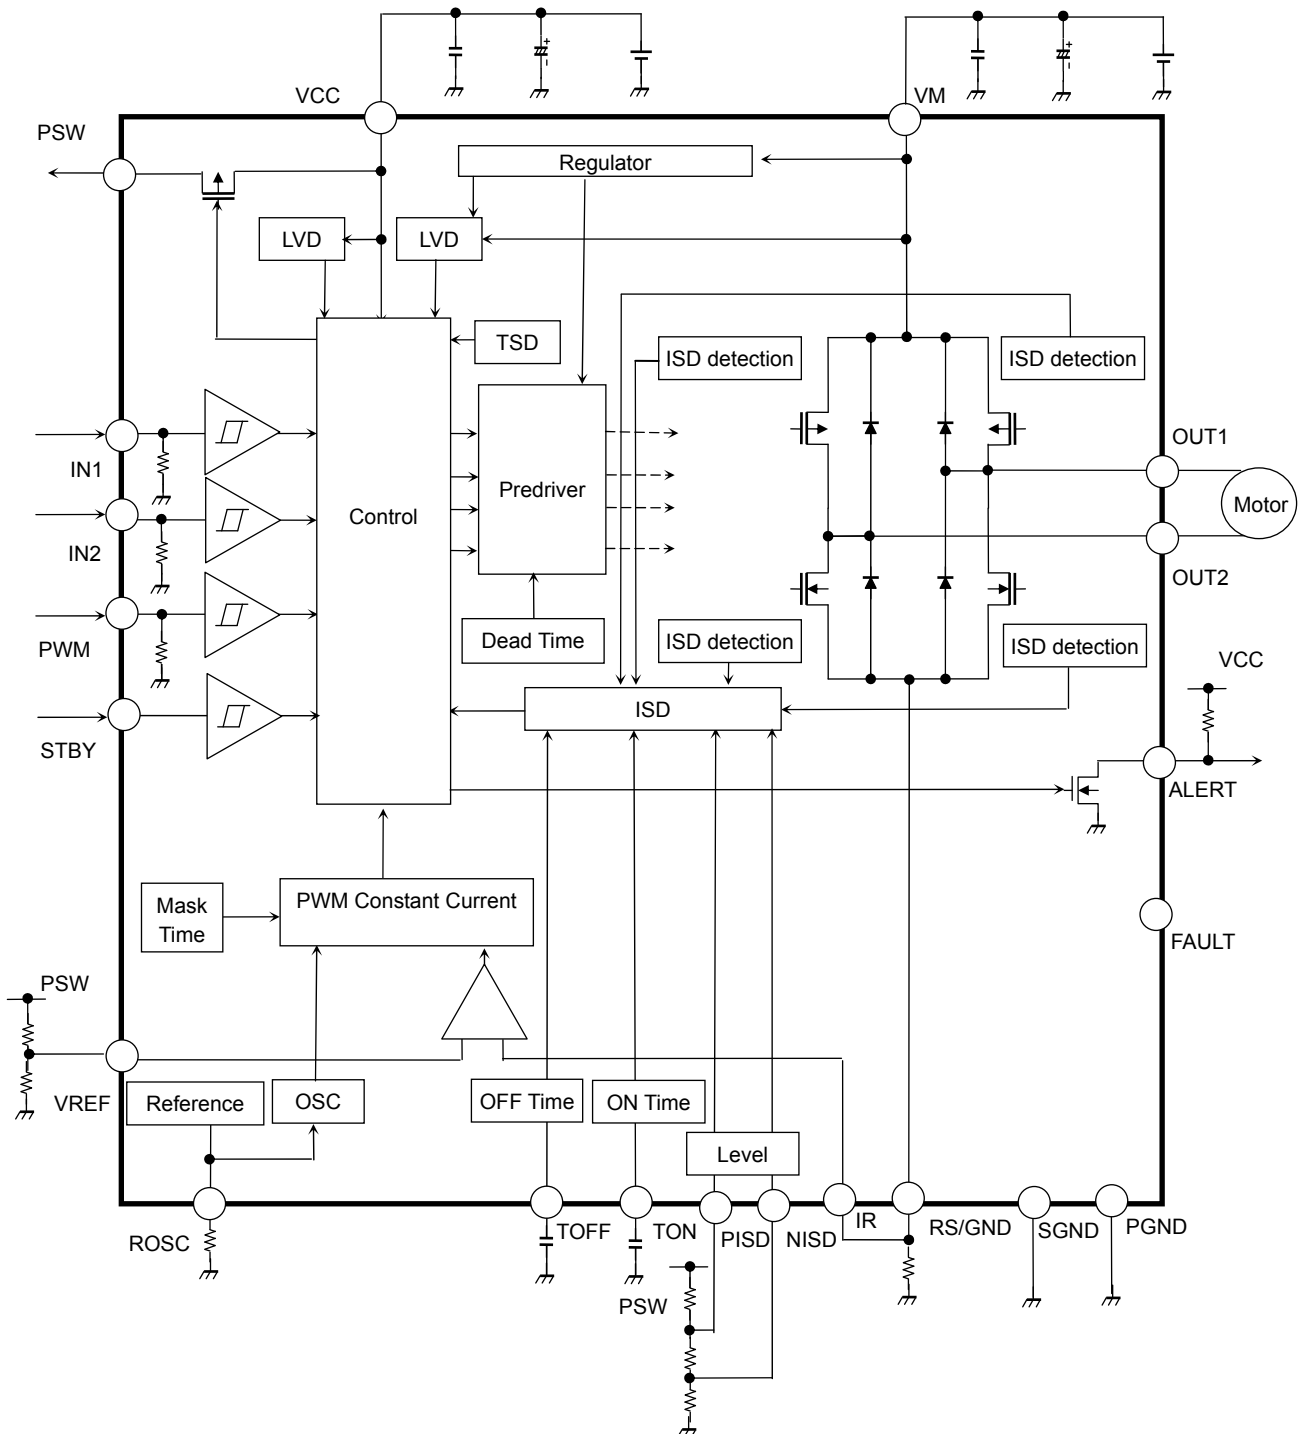 VCC
VM
PSW
Regulator
LVD
LVD
TSD
ISD detection
ISD detection
OUT1
IN1
Predriver
Control
Motor
IN2
OUT2
PWM
Dead Time
ISD detection
ISD detection
VCC
ISD
STBY
ALERT
PWM Constant Current
Mask
Time
FAULT
PSW
VREF
Reference
OSC
OFF Time
ON Time
Level
ROSC
TOFF
TON
PISD
NISD
IR
RS/GND
SGND
PGND
PSW